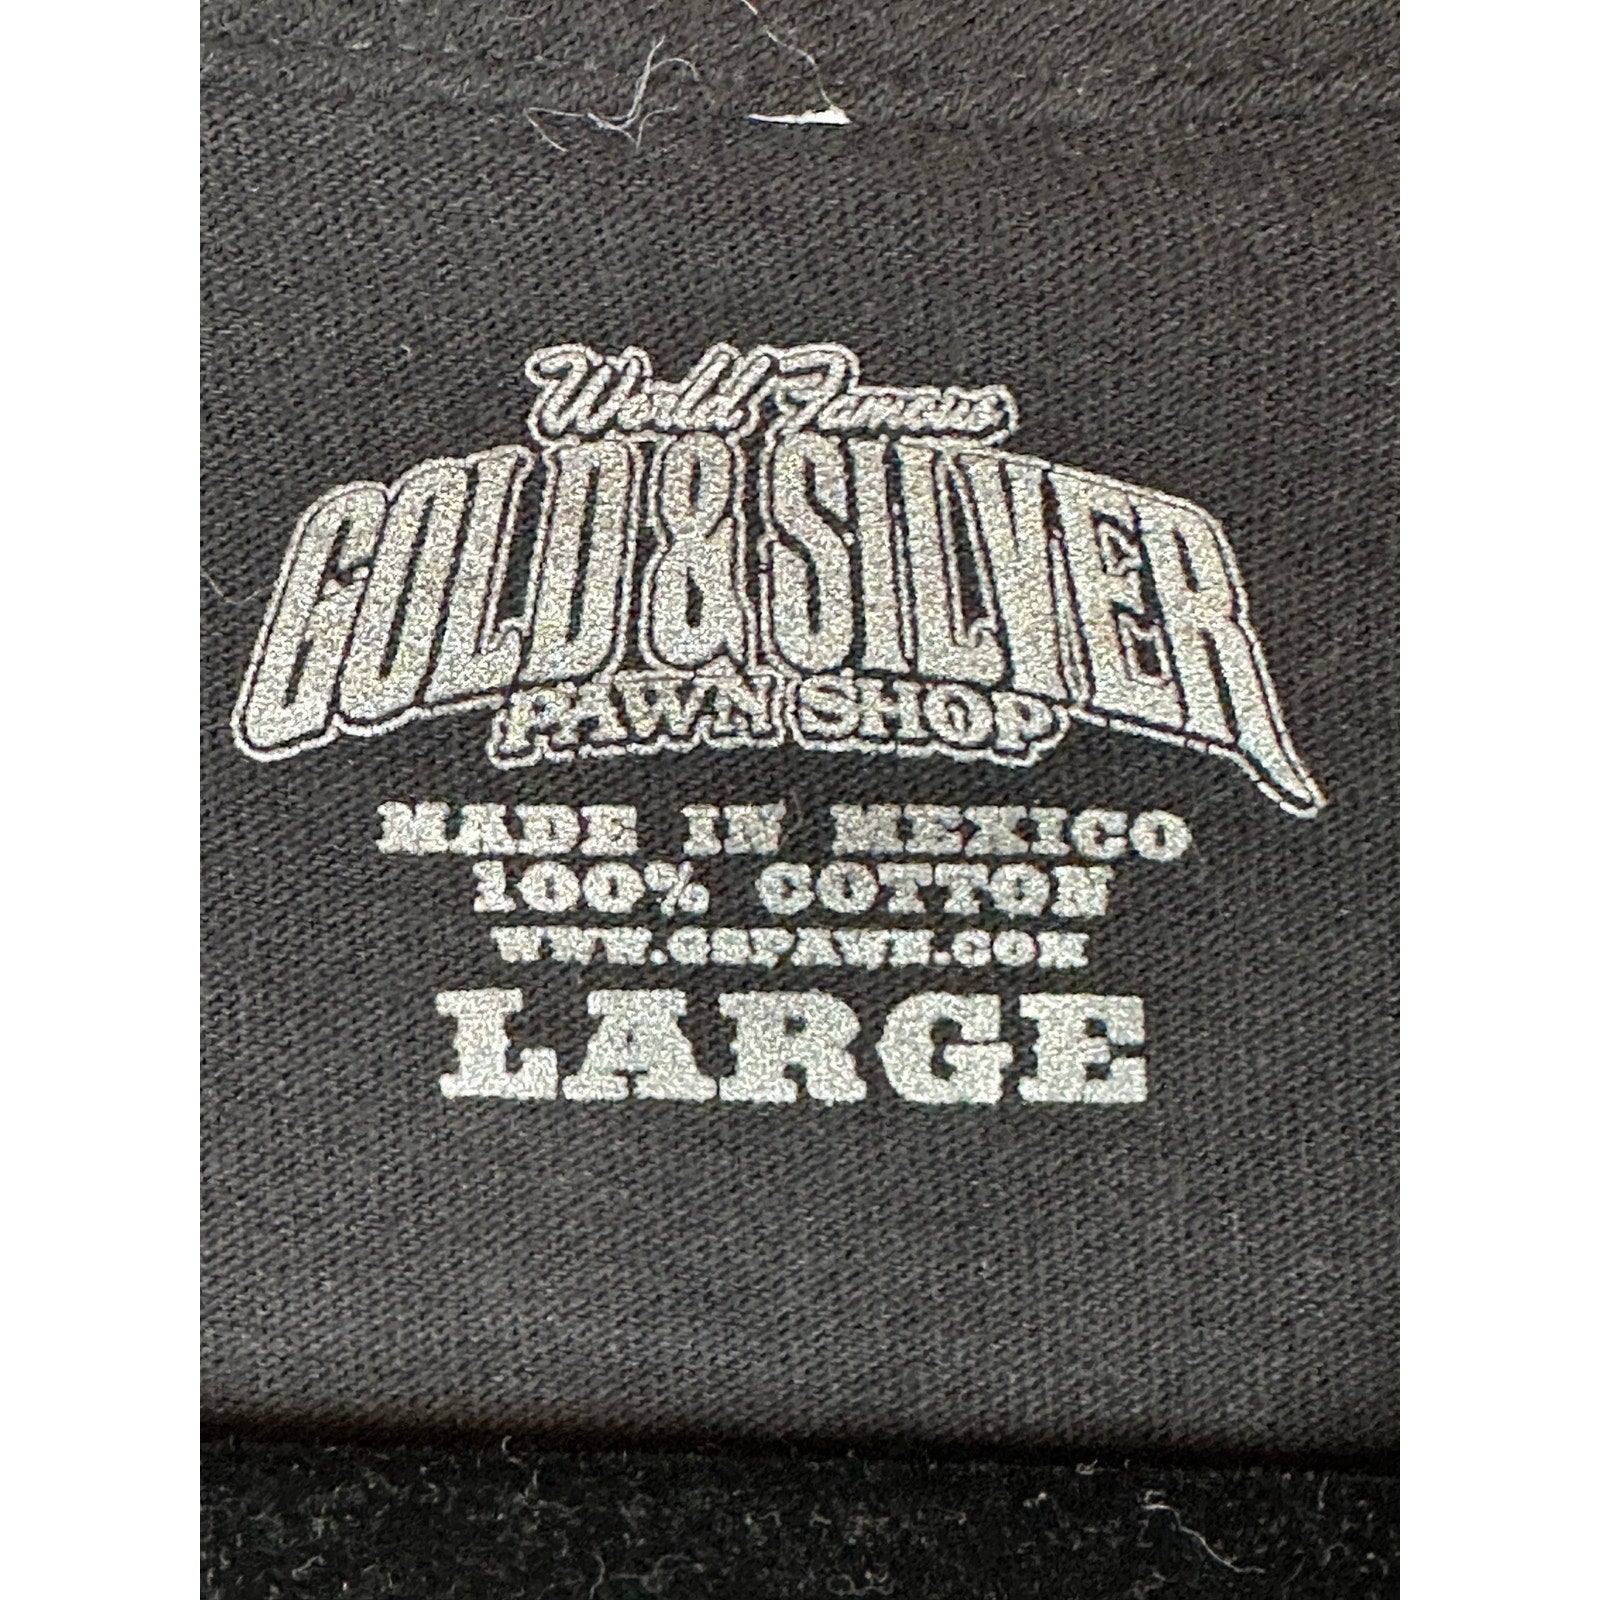 World Famous
GOLD & SILVER
PAWN SHOP
MADE IN MEXICO
100% COTTON
WWW.GSPAWN.COM
LARGE